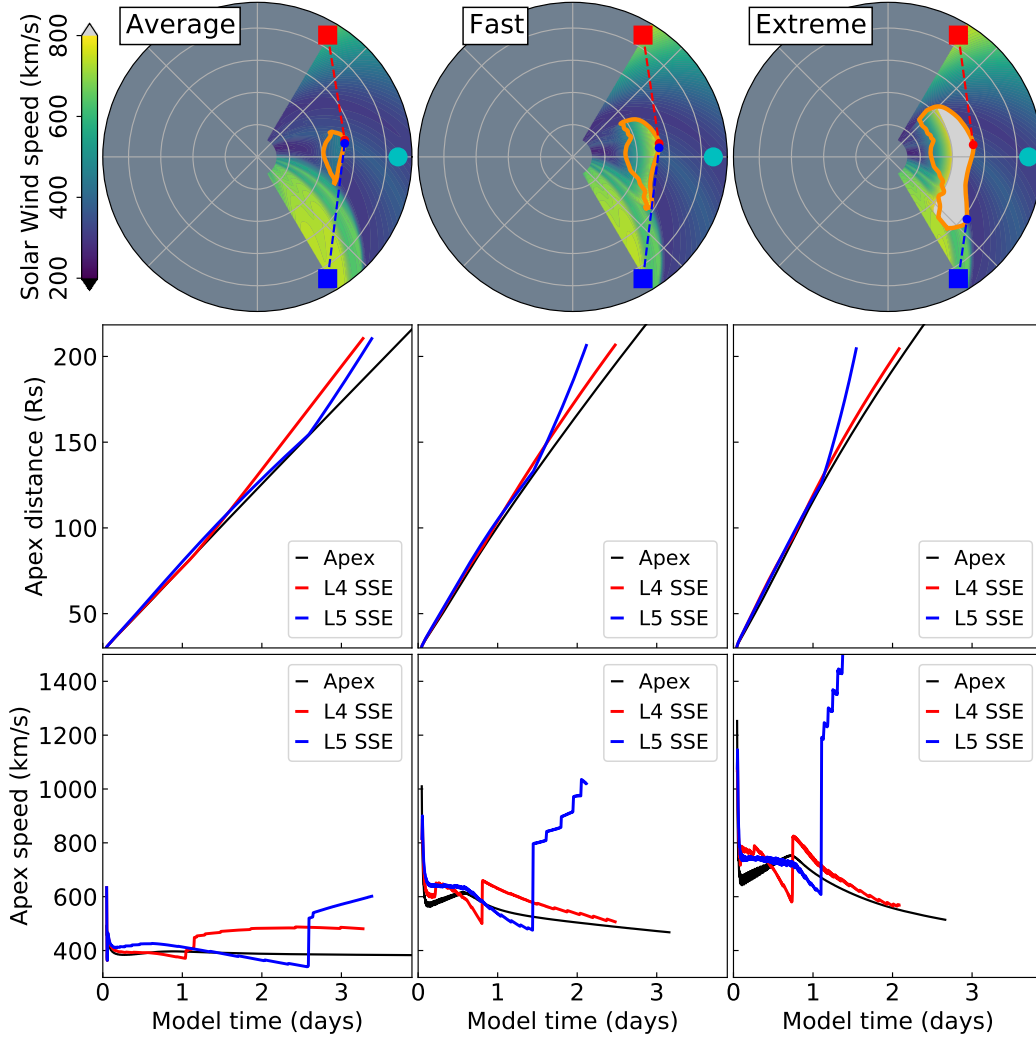 Average
Fast
Extreme
Solar Wind speed (km/s)
800
600
400
200
Apex distance (Rs)
200
150
100
50
Apex
L4 SSE
L5 SSE
Apex
L4 SSE
L5 SSE
Apex
L4 SSE
L5 SSE
Apex speed (km/s)
1400
1200
1000
800
600
400
Apex
L4 SSE
L5 SSE
Apex
L4 SSE
L5 SSE
Apex
L4 SSE
L5 SSE
0 1 2 3
0 1 2 3
0 1 2 3
Model time (days)
Model time (days)
Model time (days)